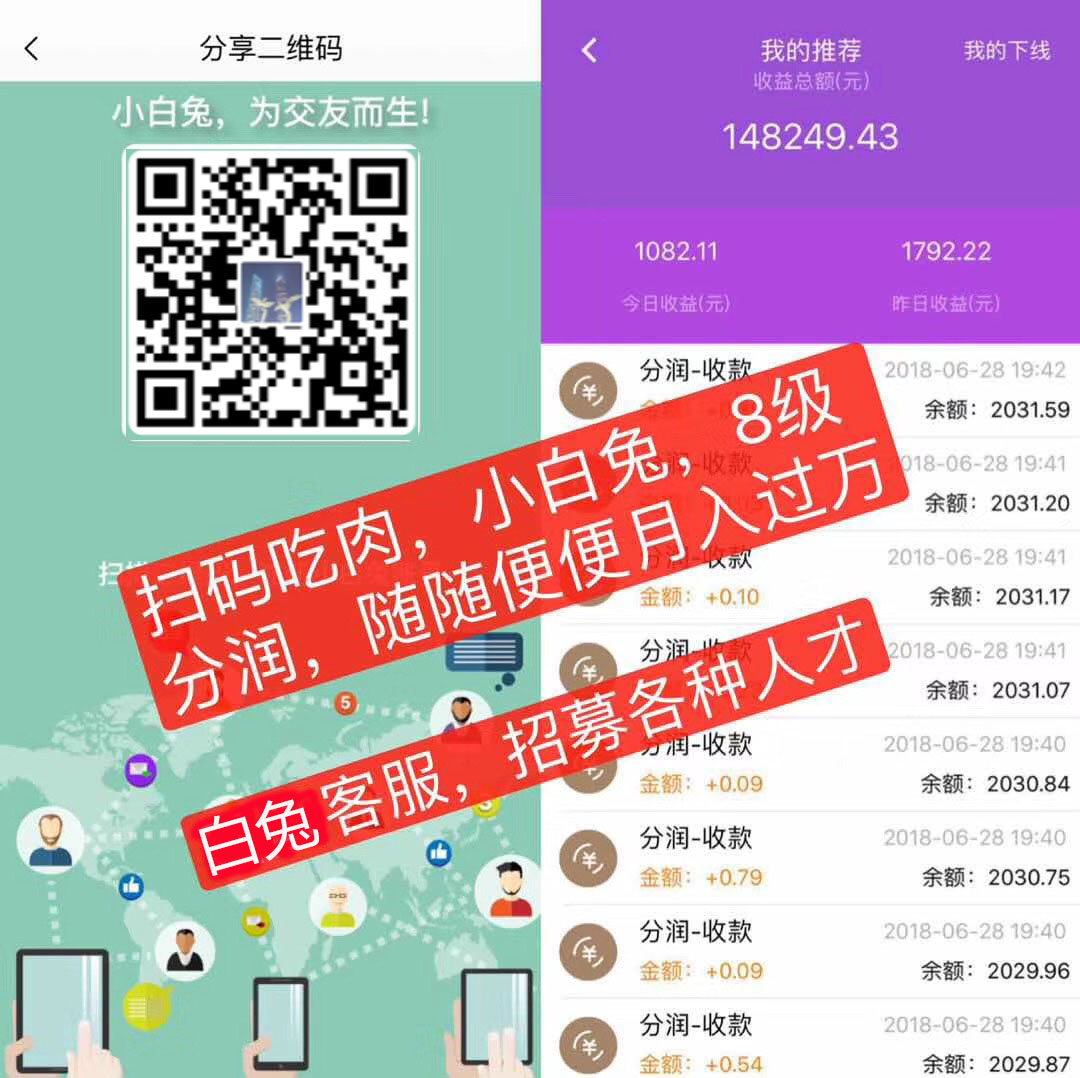 分享二维码
小白兔，为交友而生!
扫
扫码吃肉，小白兔，8级
分润，随随便便月入过万
白兔客服，招募各种人才
5
我的推荐
我的下线
收益总额(元)
148249.43
1082.11
1792.22
今日收益(元)
昨日收益(元)
分润-收款
2018-06-28 19:42
金额：
余额：2031.59
分润-收款
018-06-28 19:41
余额：2031.20
分润-收款
2018-06-28 19:41
金额：+0.10
余额：2031.17
分润-收款
2018-06-28 19:41
余额：2031.07
分润-收款
2018-06-28 19:40
金额：+0.09
余额：2030.84
分润-收款
2018-06-28 19:40
金额：+0.79
余额：2030.75
分润-收款
2018-06-28 19:40
金额：+0.09
余额：2029.96
分润-收款
2018-06-28 19:40
金额：+0.54
余额：2029.87